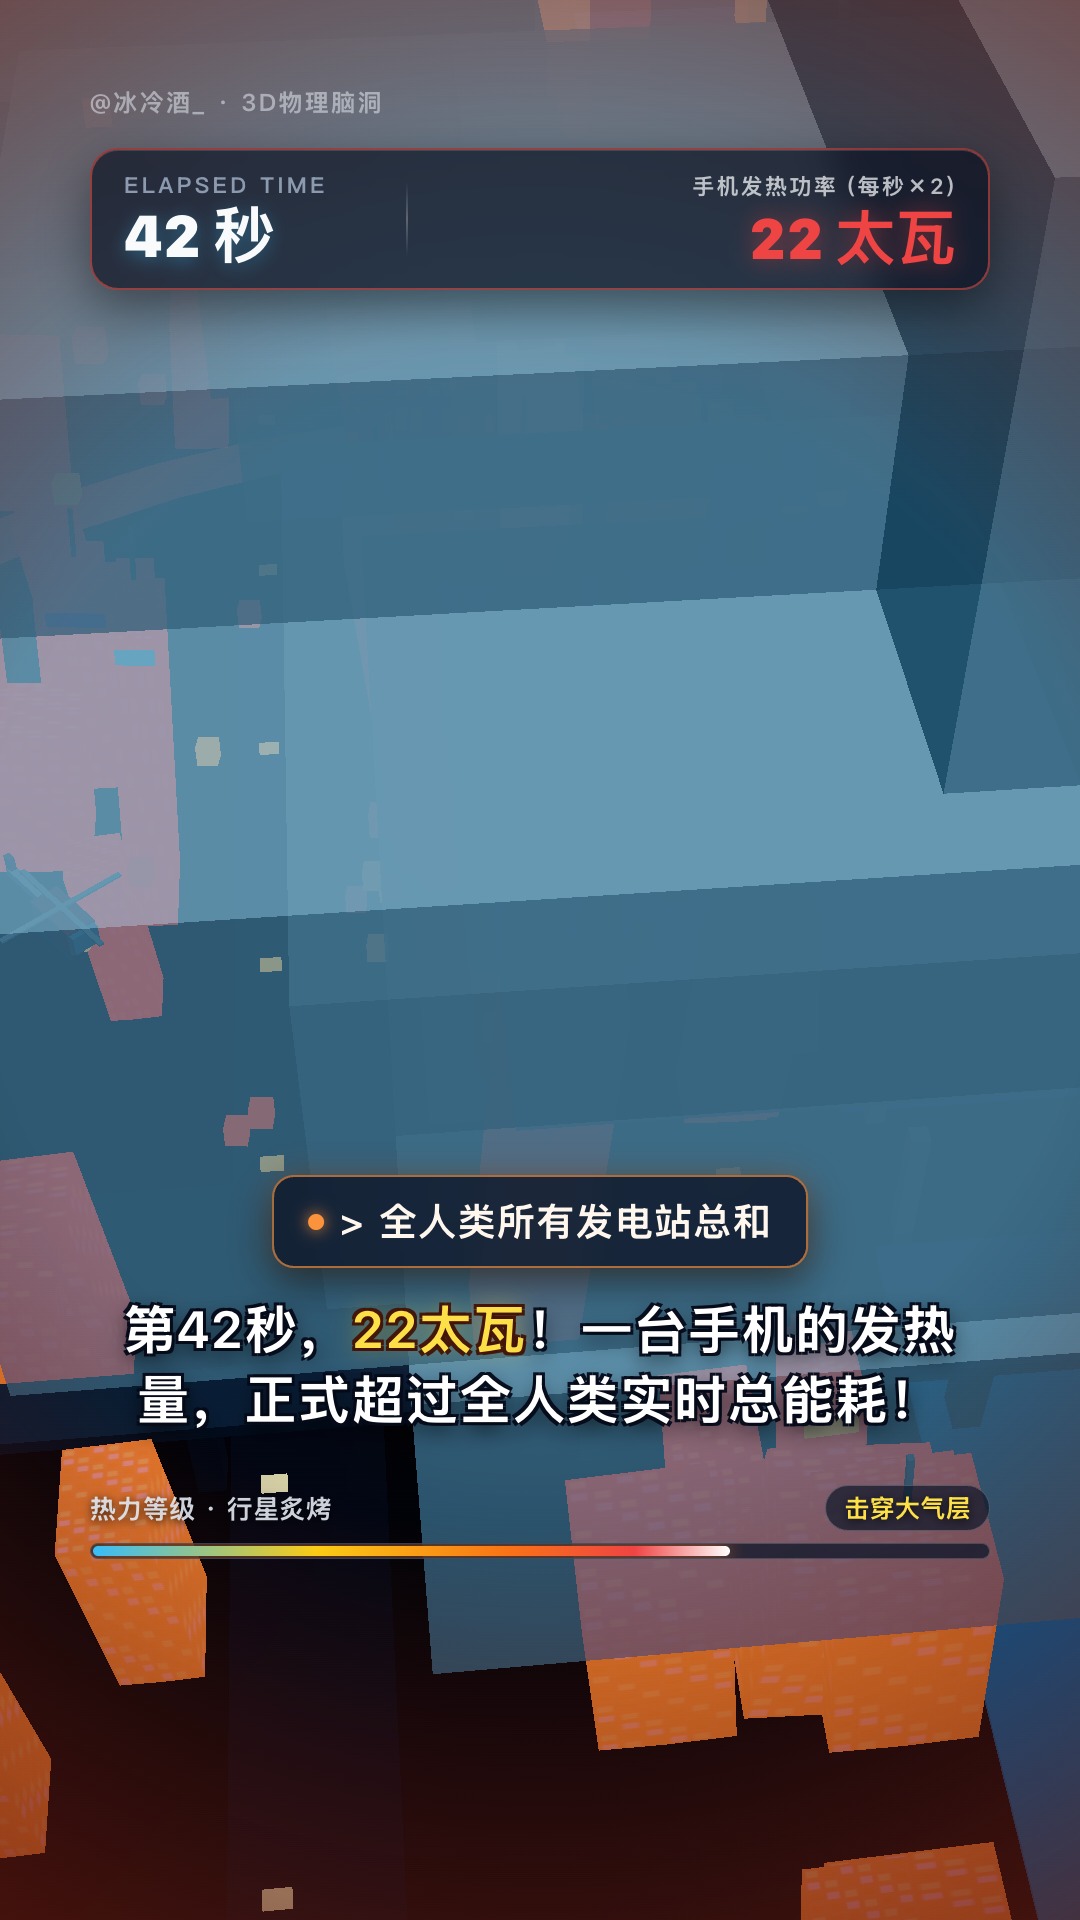 @冰冷酒_ · 3D物理脑洞
ELAPSED TIME
42 秒
手机发热功率 (每秒×2)
22 太瓦
> 全人类所有发电站总和
第42秒，22太瓦！一台手机的发热
量，正式超过全人类实时总能耗！
热力等级 · 行星炙烤
击穿大气层